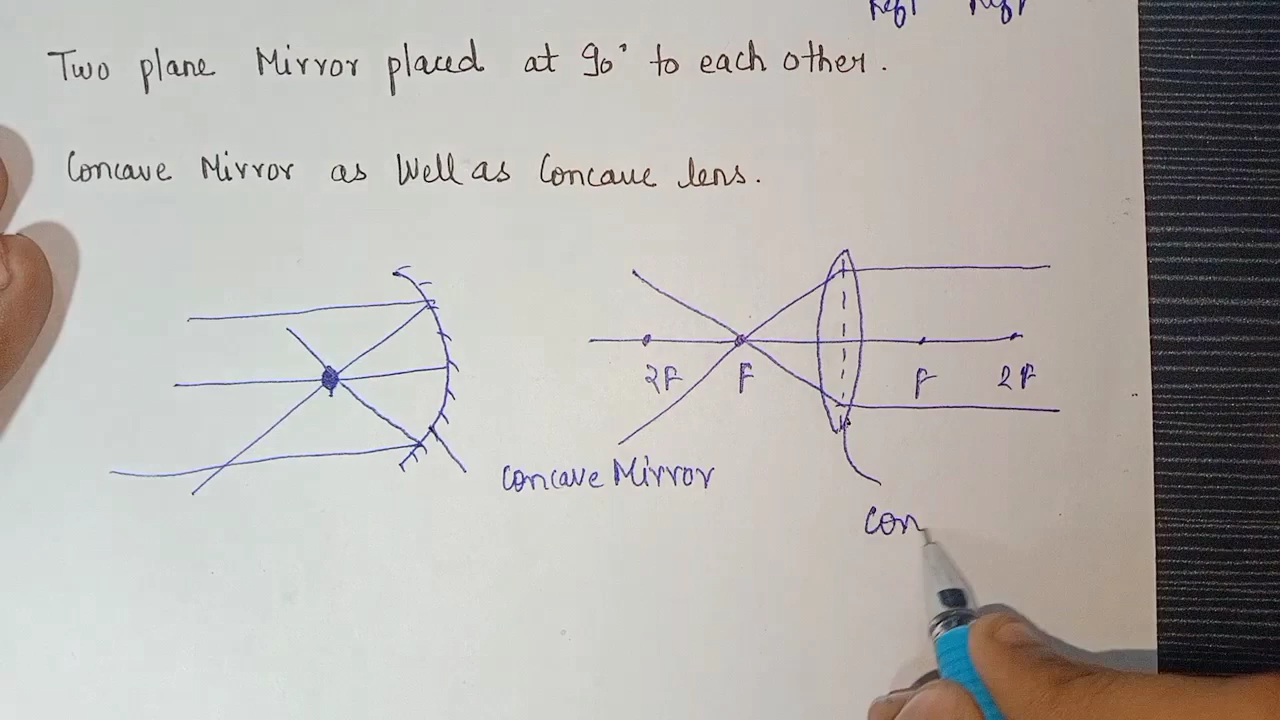 Two plane Mirror placed at 90° to each other.
Concave Mirror as Well as Concave lens.
2F F F 2F
Concave Mirror
Con